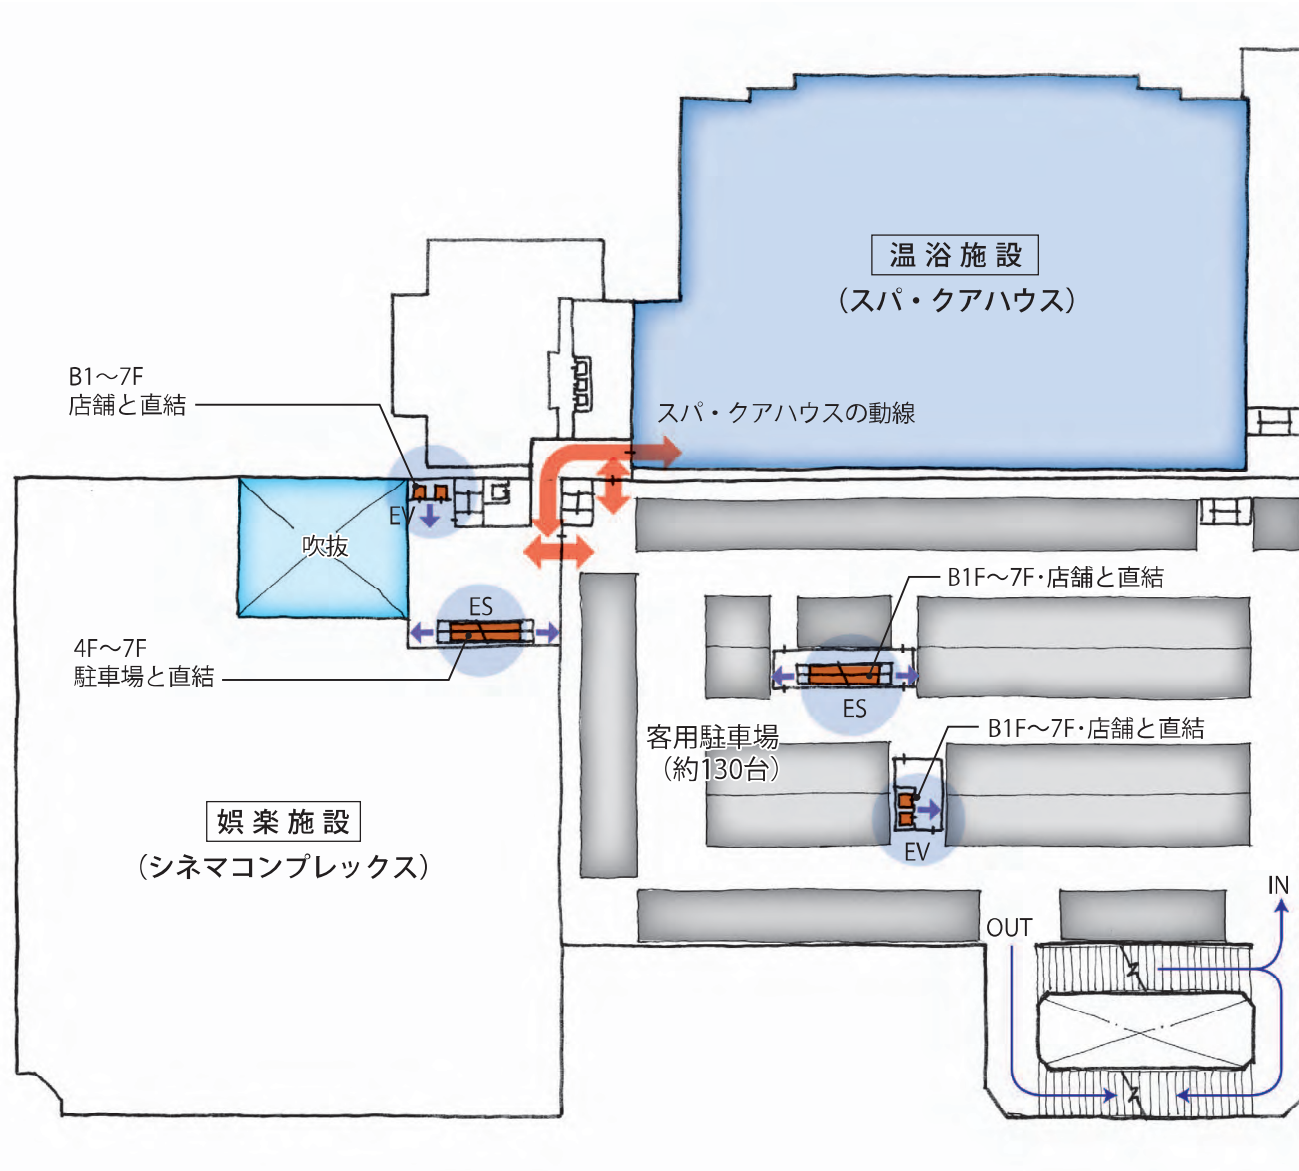 温浴施設
（スパ・クアハウス）
B1～7F
店舗と直結
スパ・クアハウスの動線
EV
吹抜
ES
B1F～7F･店舗と直結
4F～7F
駐車場と直結
ES
客用駐車場
（約130台）
B1F～7F･店舗と直結
娯楽施設
（シネマコンプレックス）
EV
IN
OUT